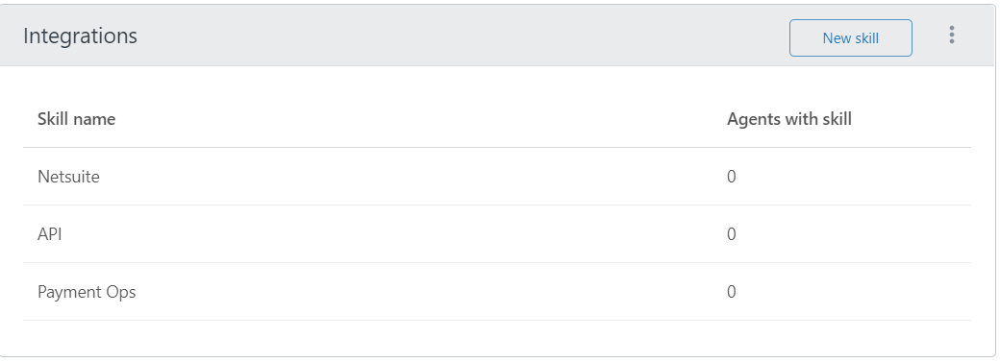 Integrations New skill
Skill name Agents with skill
Netsuite 0
API 0
Payment Ops 0